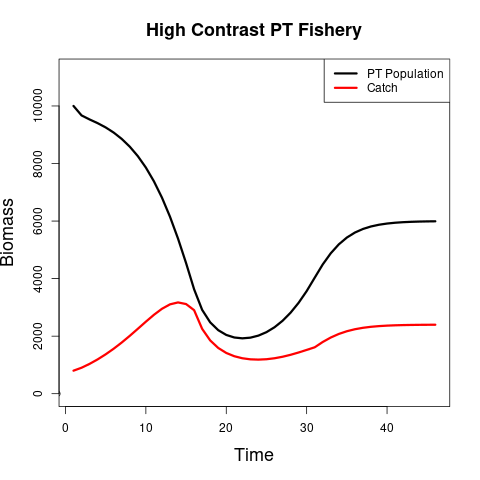 High Contrast PT Fishery
PT Population
Catch
Biomass
10000
8000
6000
4000
2000
0
0 10 20 30 40
Time